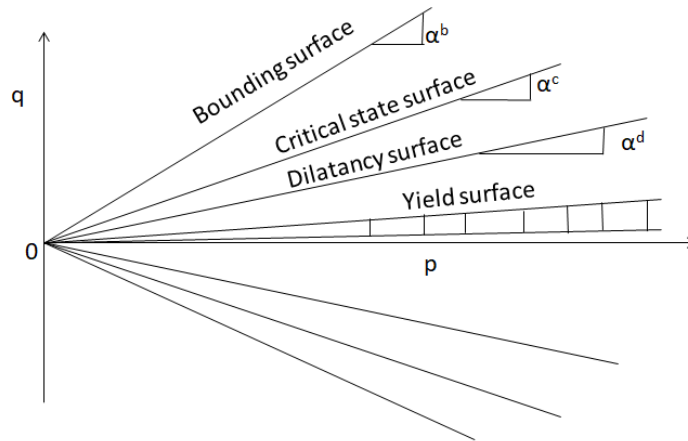 q
Bounding surface
α^b
Critical state surface
α^c
Dilatancy surface
α^d
Yield surface
0
p